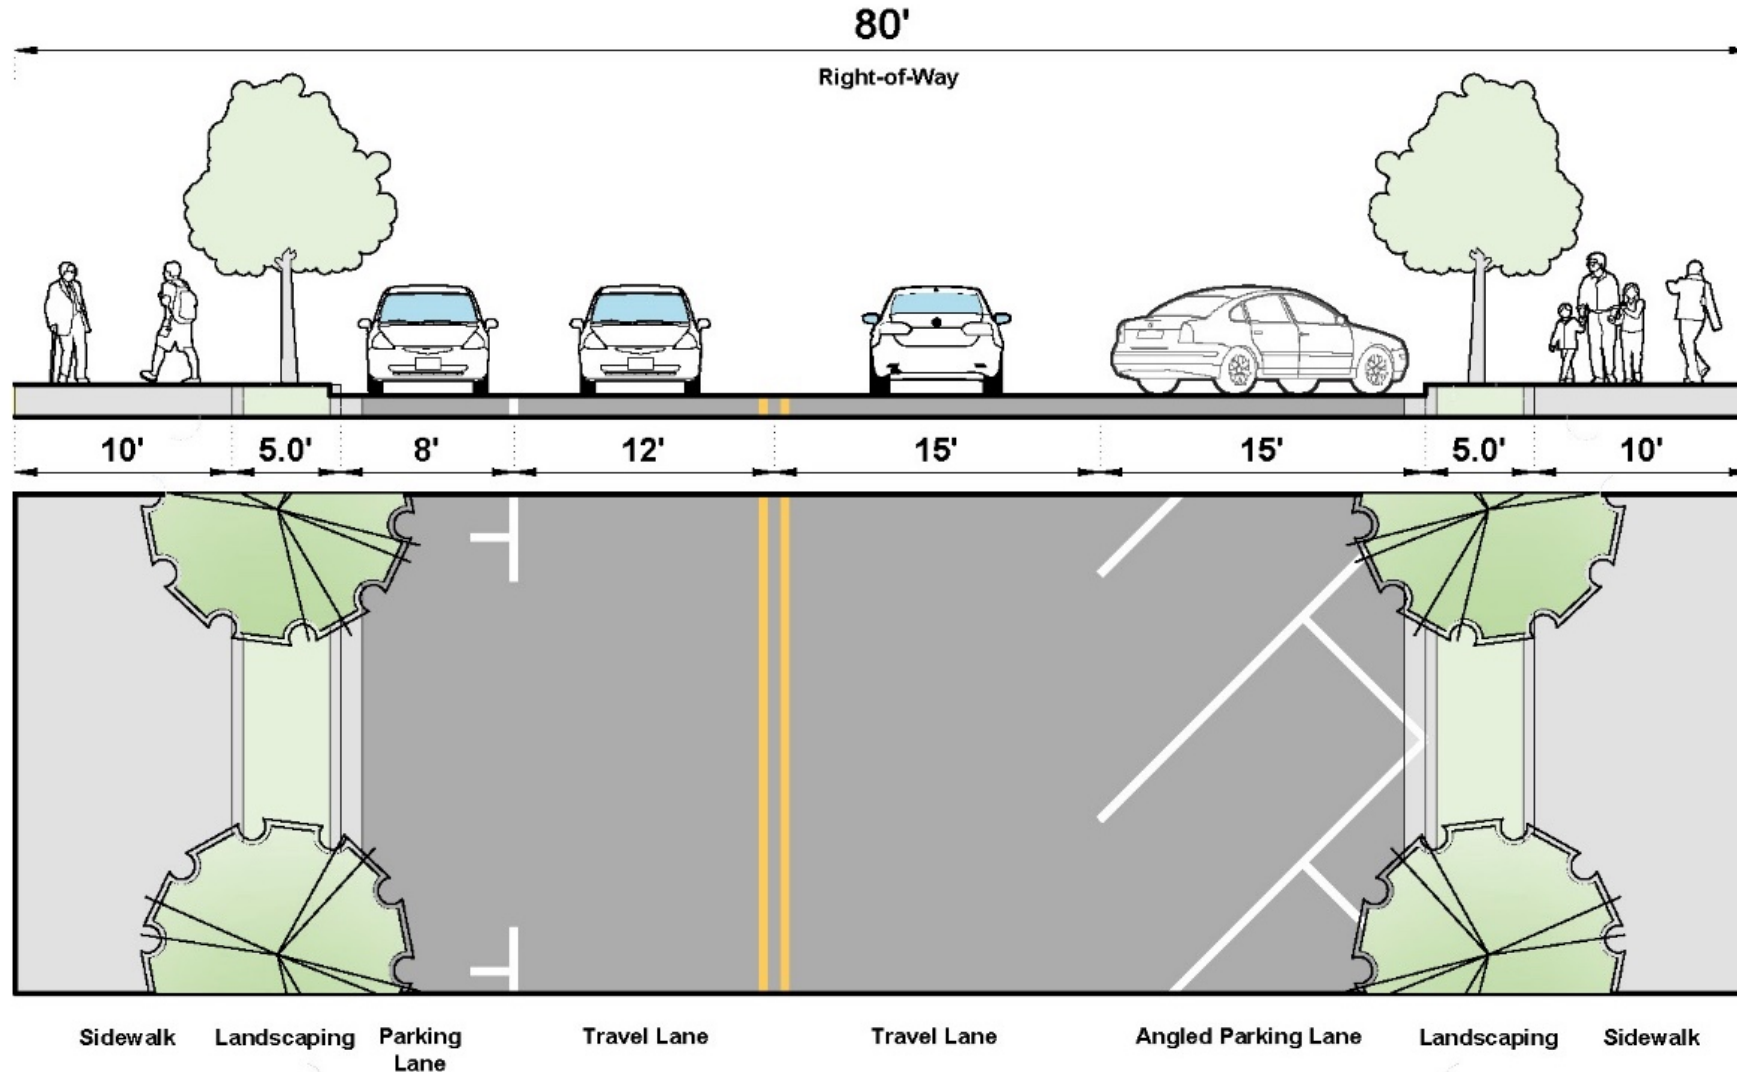 80'
Right-of-Way
10' 5.0' 8' 12' 15' 15' 5.0' 10'
Sidewalk Landscaping Parking Lane Travel Lane Travel Lane Angled Parking Lane Landscaping Sidewalk